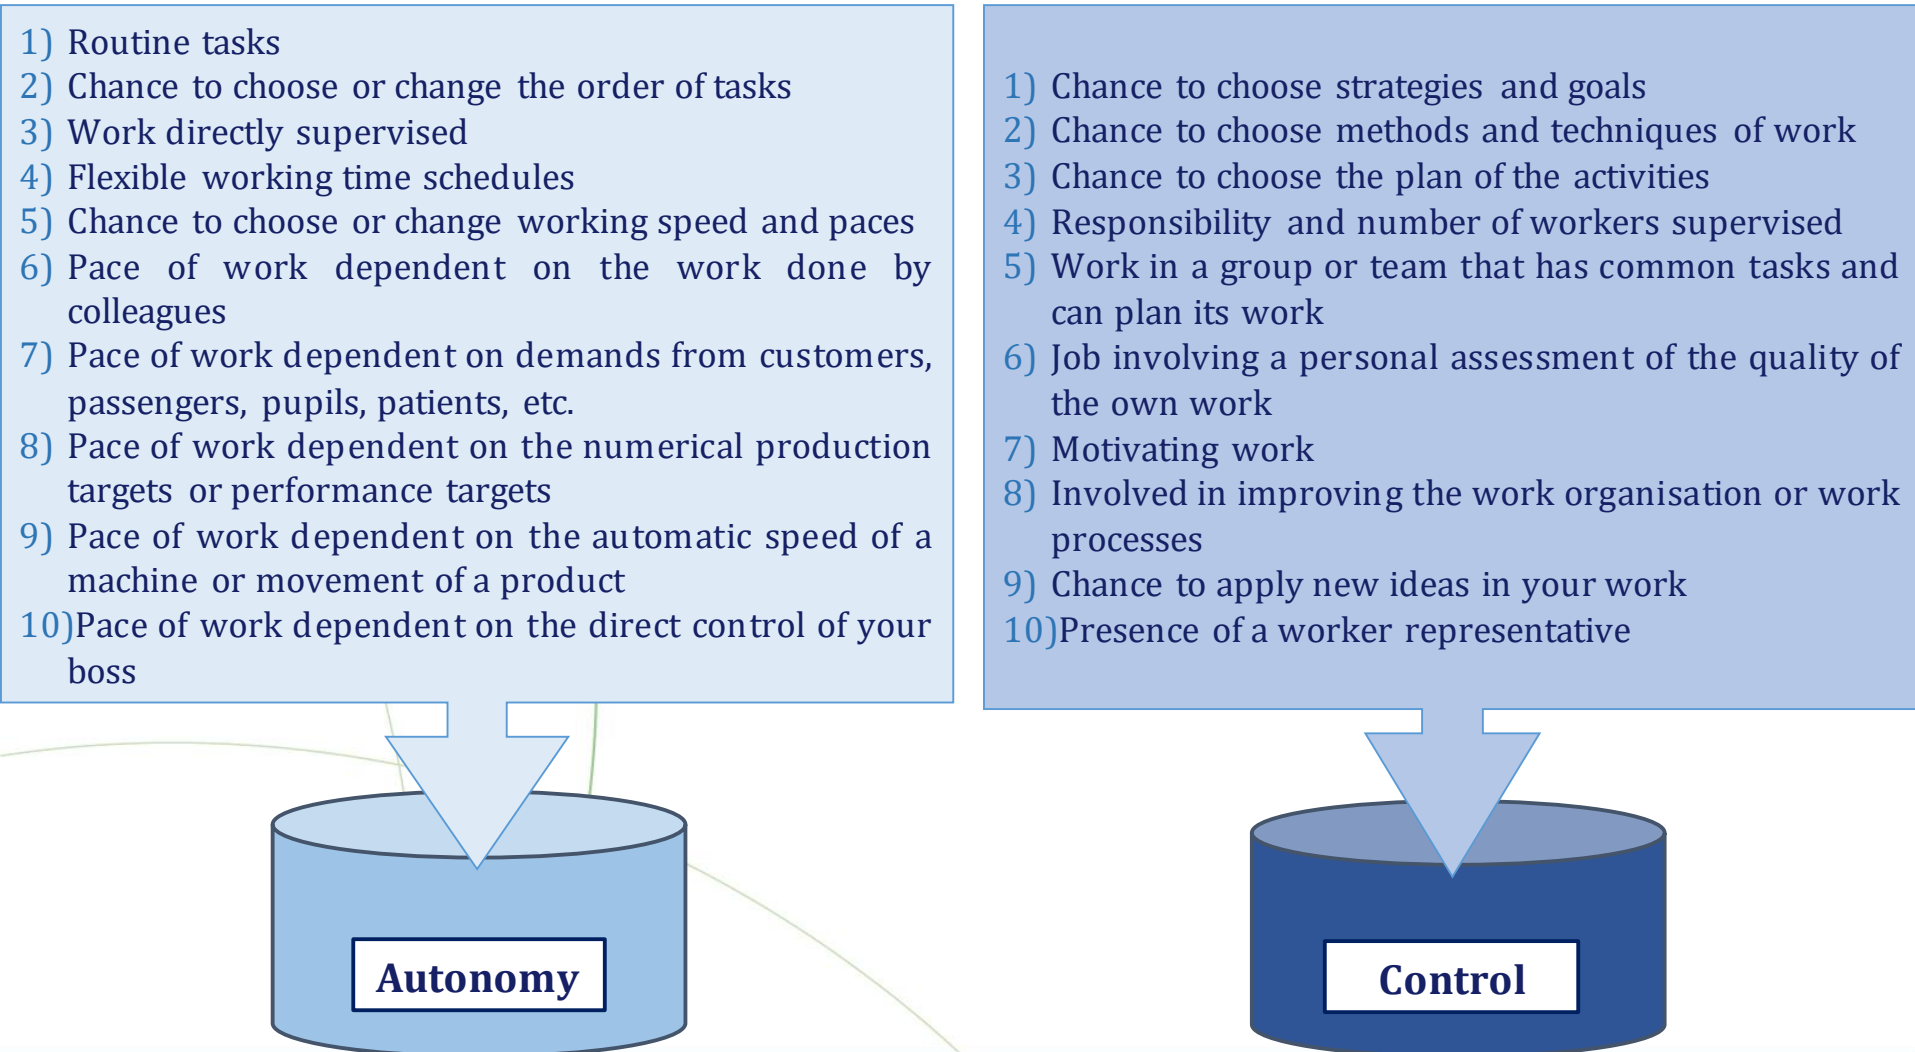 1) Routine tasks
2) Chance to choose or change the order of tasks
3) Work directly supervised
4) Flexible working time schedules
5) Chance to choose or change working speed and paces
6) Pace of work dependent on the work done by
colleagues
7) Pace of work dependent on demands from customers,
passengers, pupils, patients, etc.
8) Pace of work dependent on the numerical production
targets or performance targets
9) Pace of work dependent on the automatic speed of a
machine or movement of a product
10)Pace of work dependent on the direct control of your
boss
Autonomy
1) Chance to choose strategies and goals
2) Chance to choose methods and techniques of work
3) Chance to choose the plan of the activities
4) Responsibility and number of workers supervised
5) Work in a group or team that has common tasks and
can plan its work
6) Job involving a personal assessment of the quality of
the own work
7) Motivating work
8) Involved in improving the work organisation or work
processes
9) Chance to apply new ideas in your work
10)Presence of a worker representative
Control